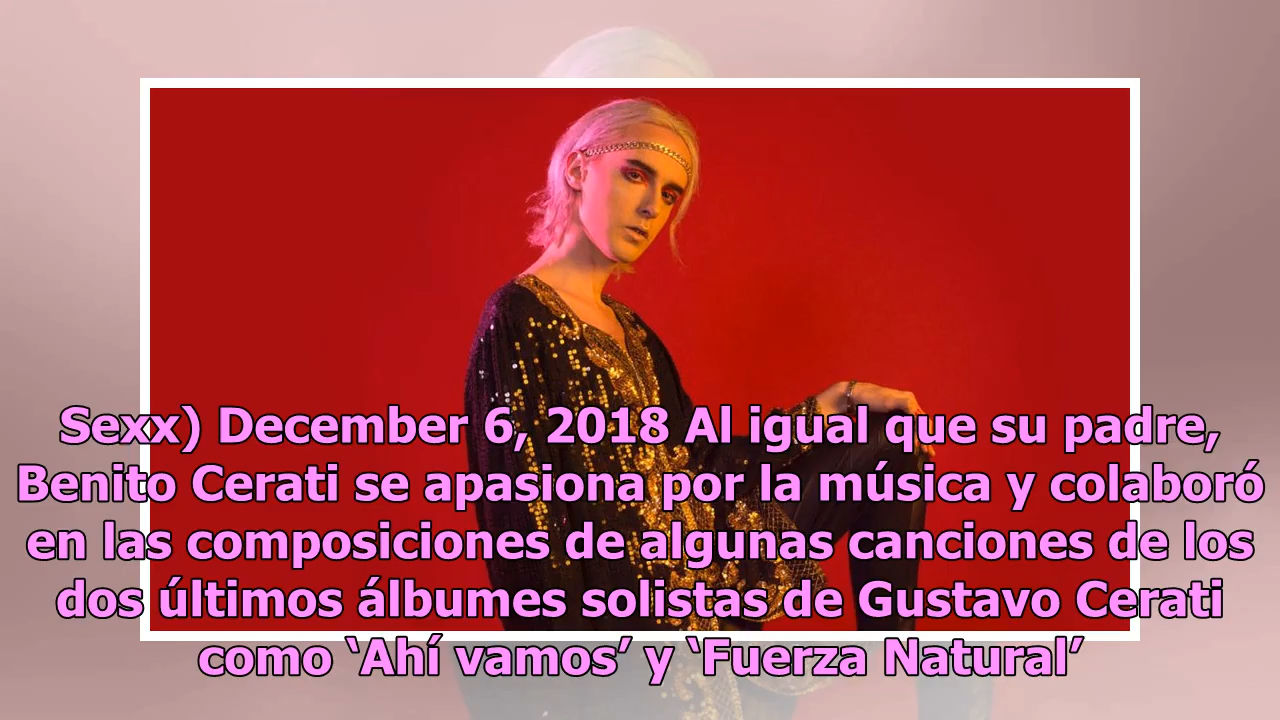 Sexx) December 6, 2018 Al igual que su padre,
Benito Cerati se apasiona por la música y colaboró
en las composiciones de algunas canciones de los
dos últimos álbumes solistas de Gustavo Cerati
como ‘Ahí vamos’ y ‘Fuerza Natural’